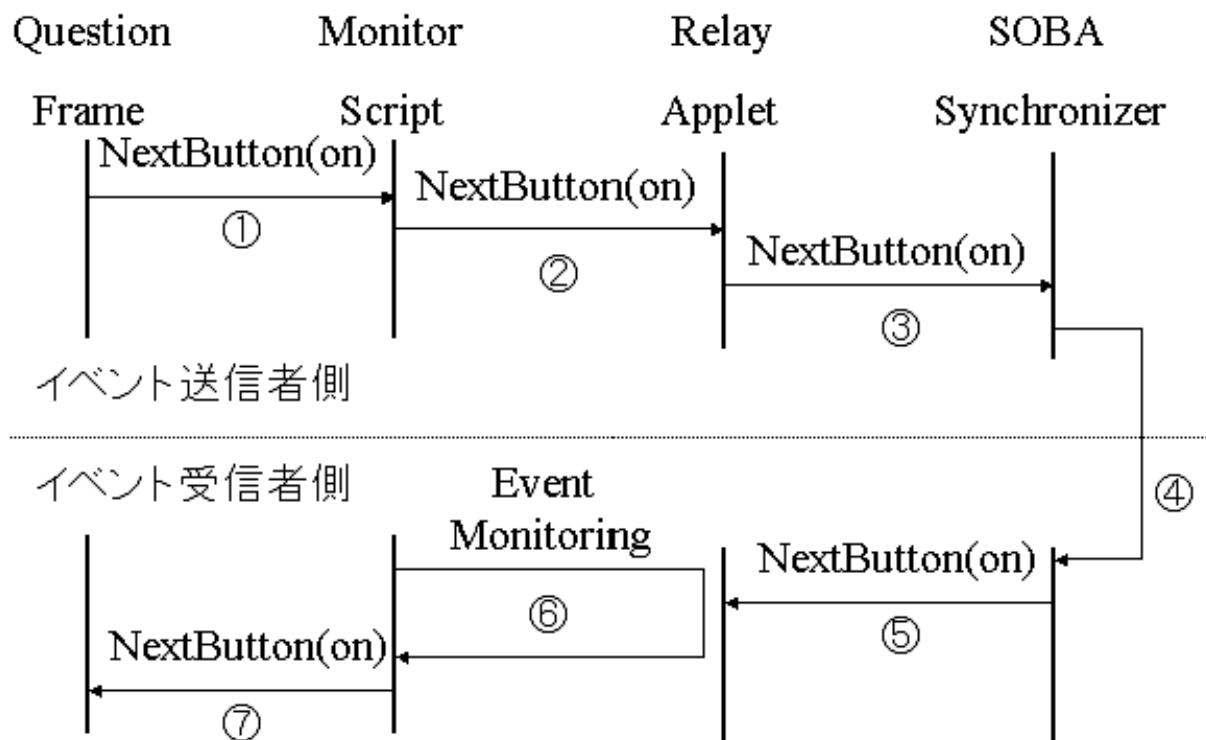 Question Monitor Relay SOBA
Frame Script Applet Synchronizer
NextButton(on)
NextButton(on)
①
NextButton(on)
②
③
イベント送信者側
イベント受信者側
Event
Monitoring
④
NextButton(on)
⑥
⑤
NextButton(on)
⑦